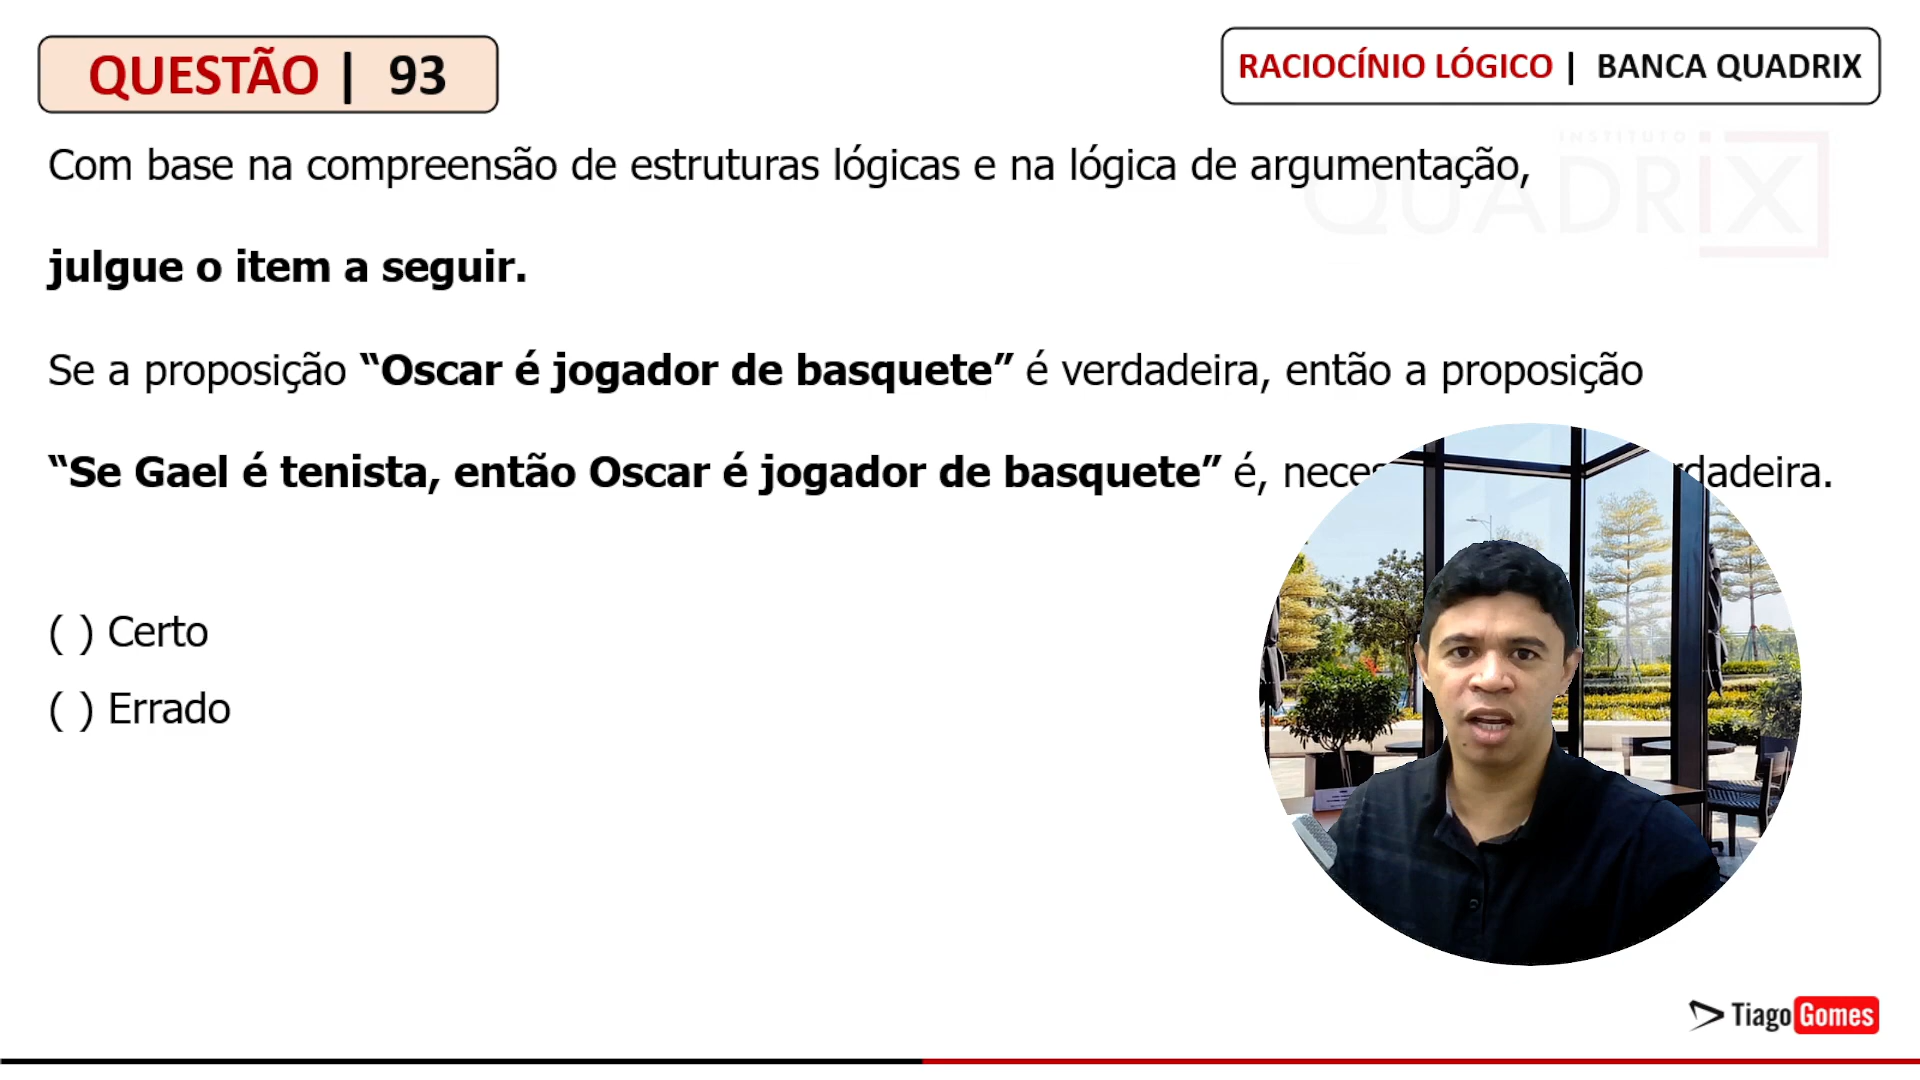 QUESTÃO | 93
RACIOCÍNIO LÓGICO | BANCA QUADRIX
INSTITUTO
QUADRIX
Com base na compreensão de estruturas lógicas e na lógica de argumentação,
julgue o item a seguir.
Se a proposição “Oscar é jogador de basquete” é verdadeira, então a proposição
“Se Gael é tenista, então Oscar é jogador de basquete” é,
( ) Certo
( ) Errado
Tiago Gomes